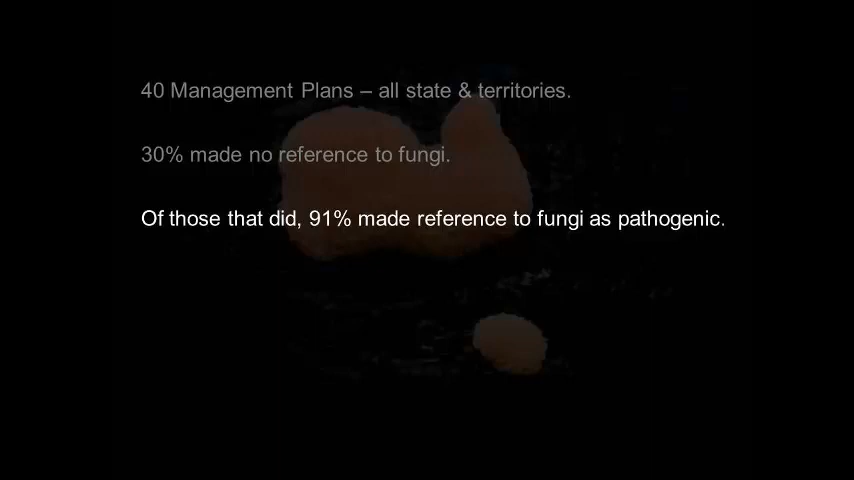 40 Management Plans – all state & territories.
30% made no reference to fungi.
Of those that did, 91% made reference to fungi as pathogenic.